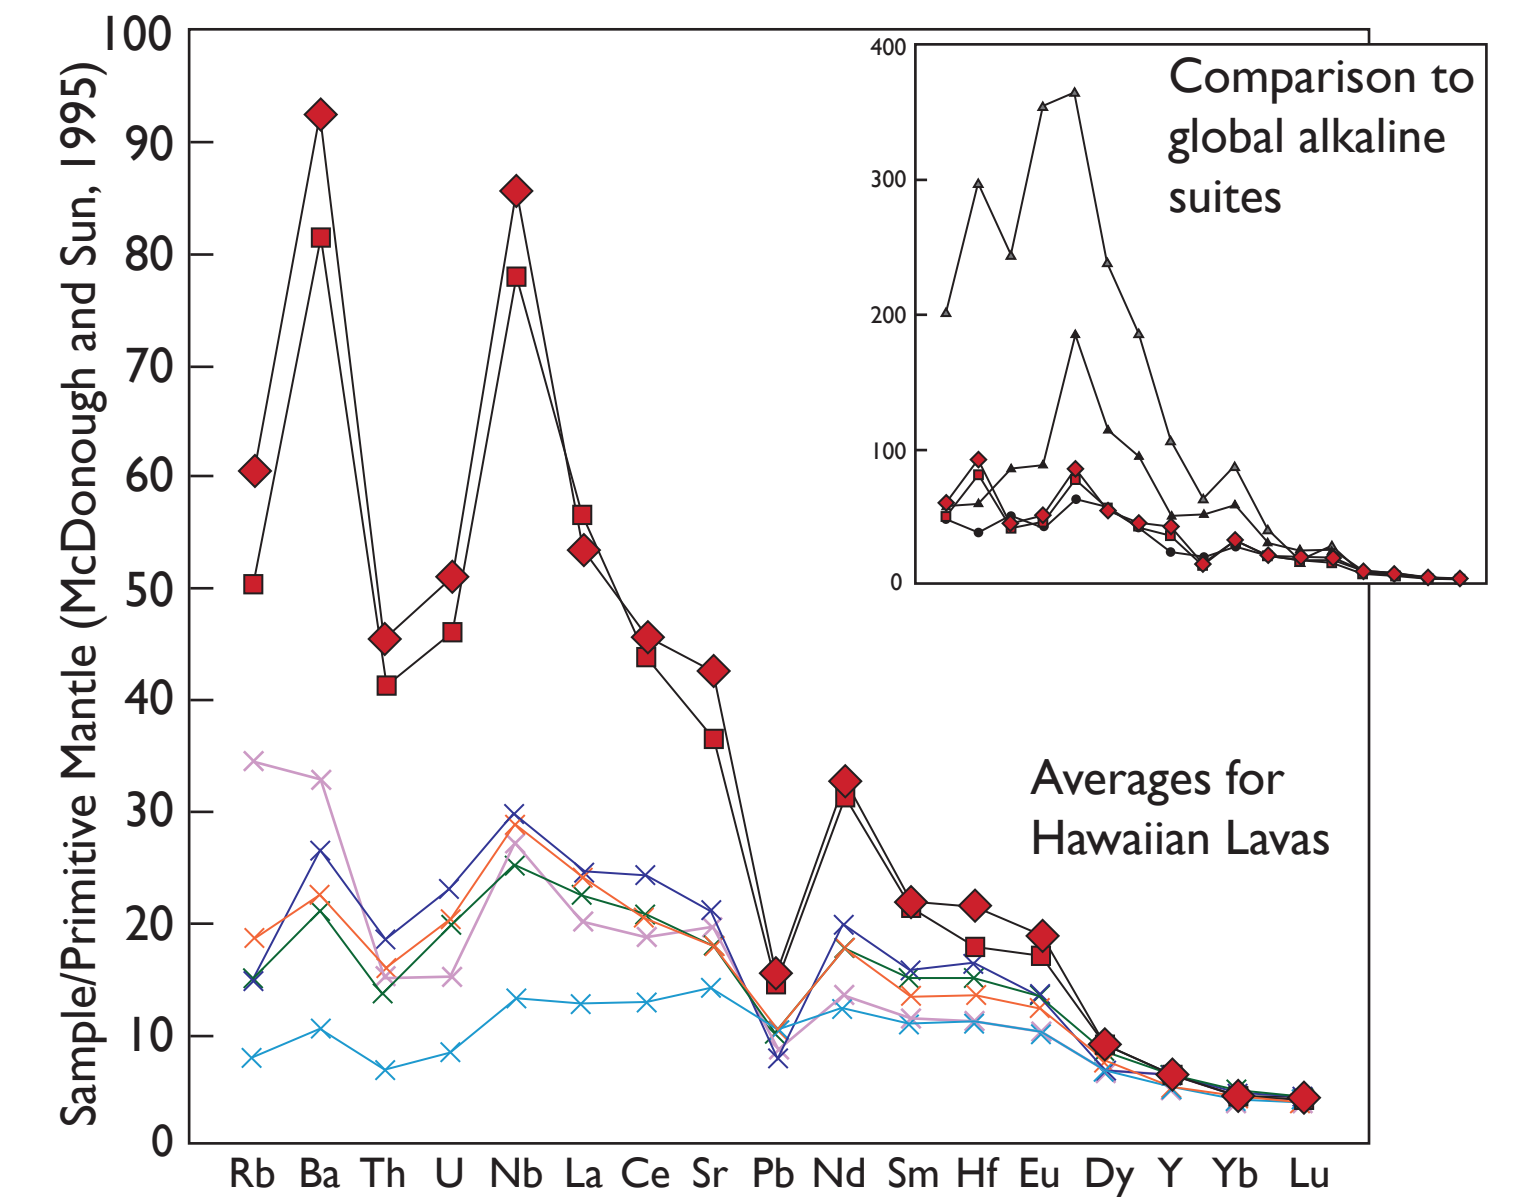 Sample/Primitive Mantle (McDonough and Sun, 1995)
100
90
80
70
60
50
40
30
20
10
0
400
300
200
100
0
Comparison to
global alkaline
suites
Averages for
Hawaiian Lavas
Rb Ba Th U Nb La Ce Sr Pb Nd Sm Hf Eu Dy Y Yb Lu